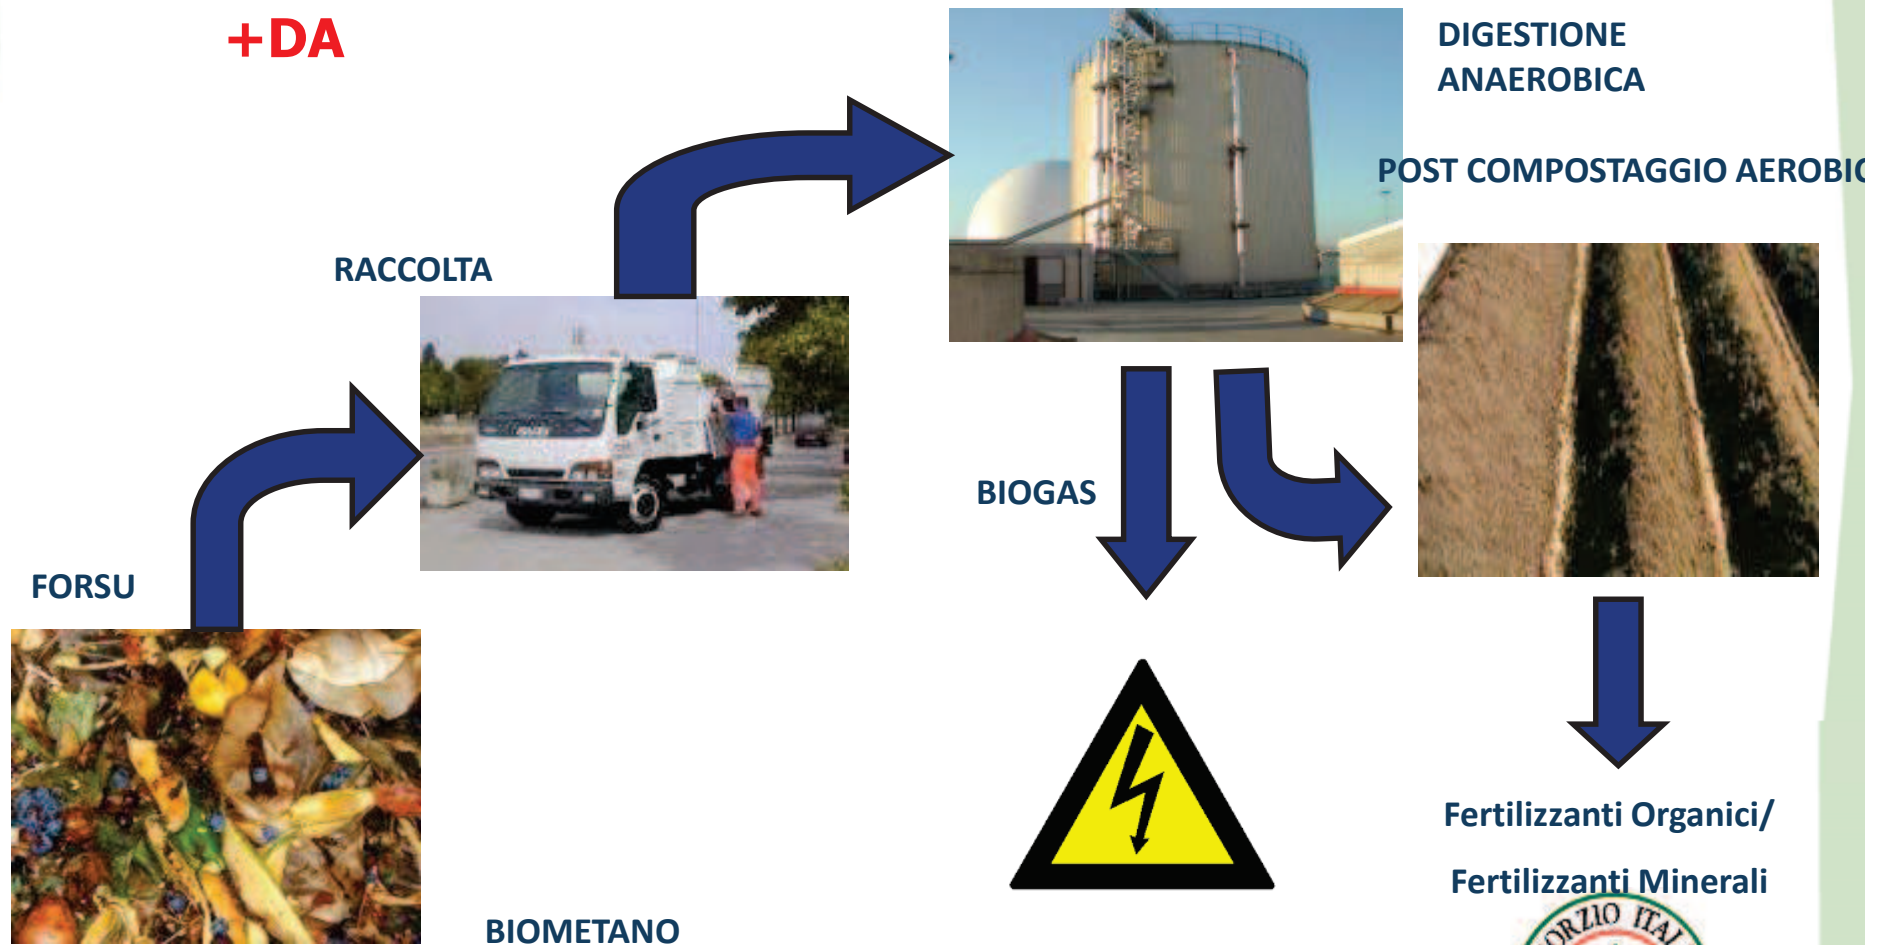 +DA
DIGESTIONE
ANAEROBICA
POST COMPOSTAGGIO AEROBIC
RACCOLTA
BIOGAS
FORSU
Fertilizzanti Organici/
Fertilizzanti Minerali
BIOMETANO